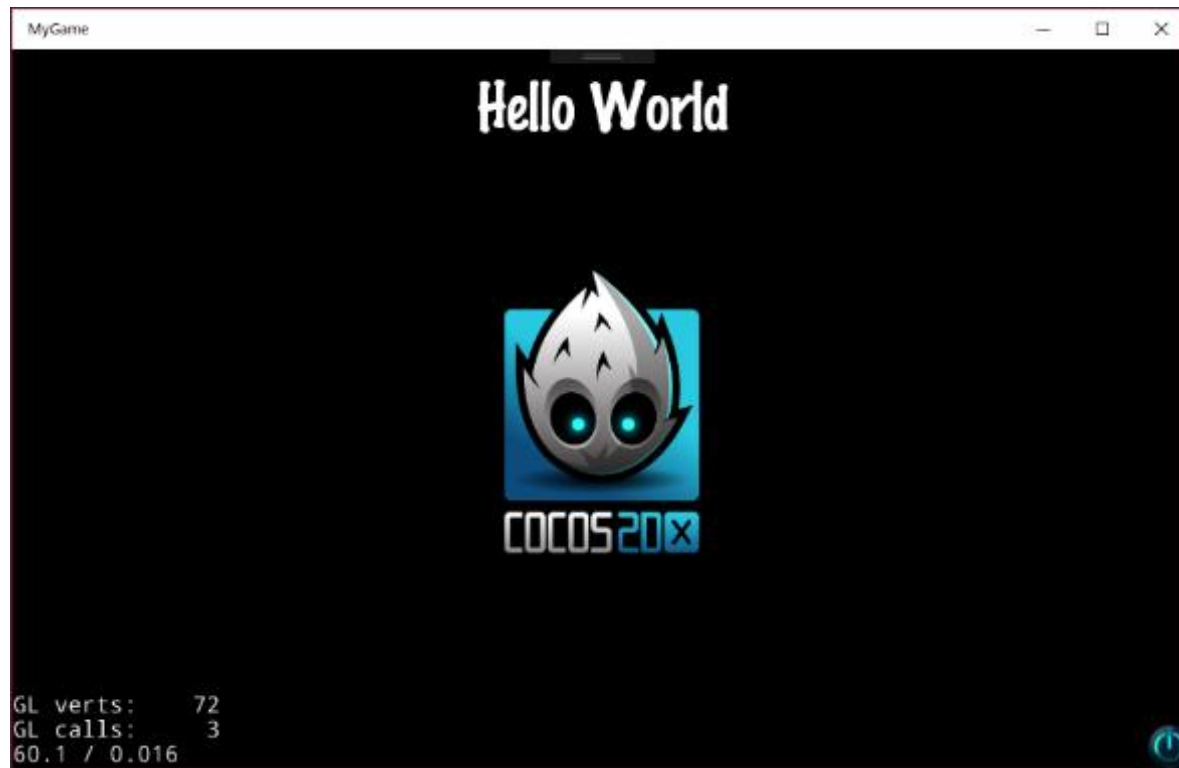 MyGame
Hello World
COCOS2DX
GL verts: 72
GL calls: 3
60.1 / 0.016